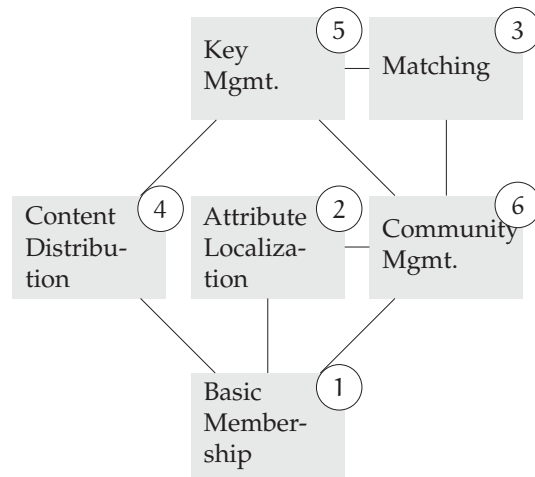 5
Key
Mgmt.
3
Matching
4
Content
Distribu-
tion
2
Attribute
Localiza-
tion
6
Community
Mgmt.
1
Basic
Member-
ship